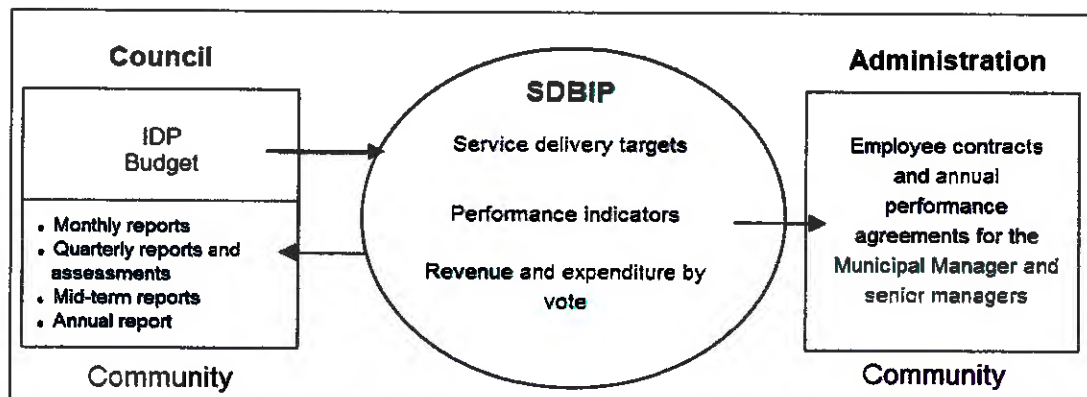 Council
IDP
Budget
• Monthly reports
• Quarterly reports and
assessments
• Mid-term reports
• Annual report
Community
SDBIP
Service delivery targets
Performance indicators
Revenue and expenditure by
vote
Administration
Employee contracts
and annual
performance
agreements for the
Municipal Manager and
senior managers
Community